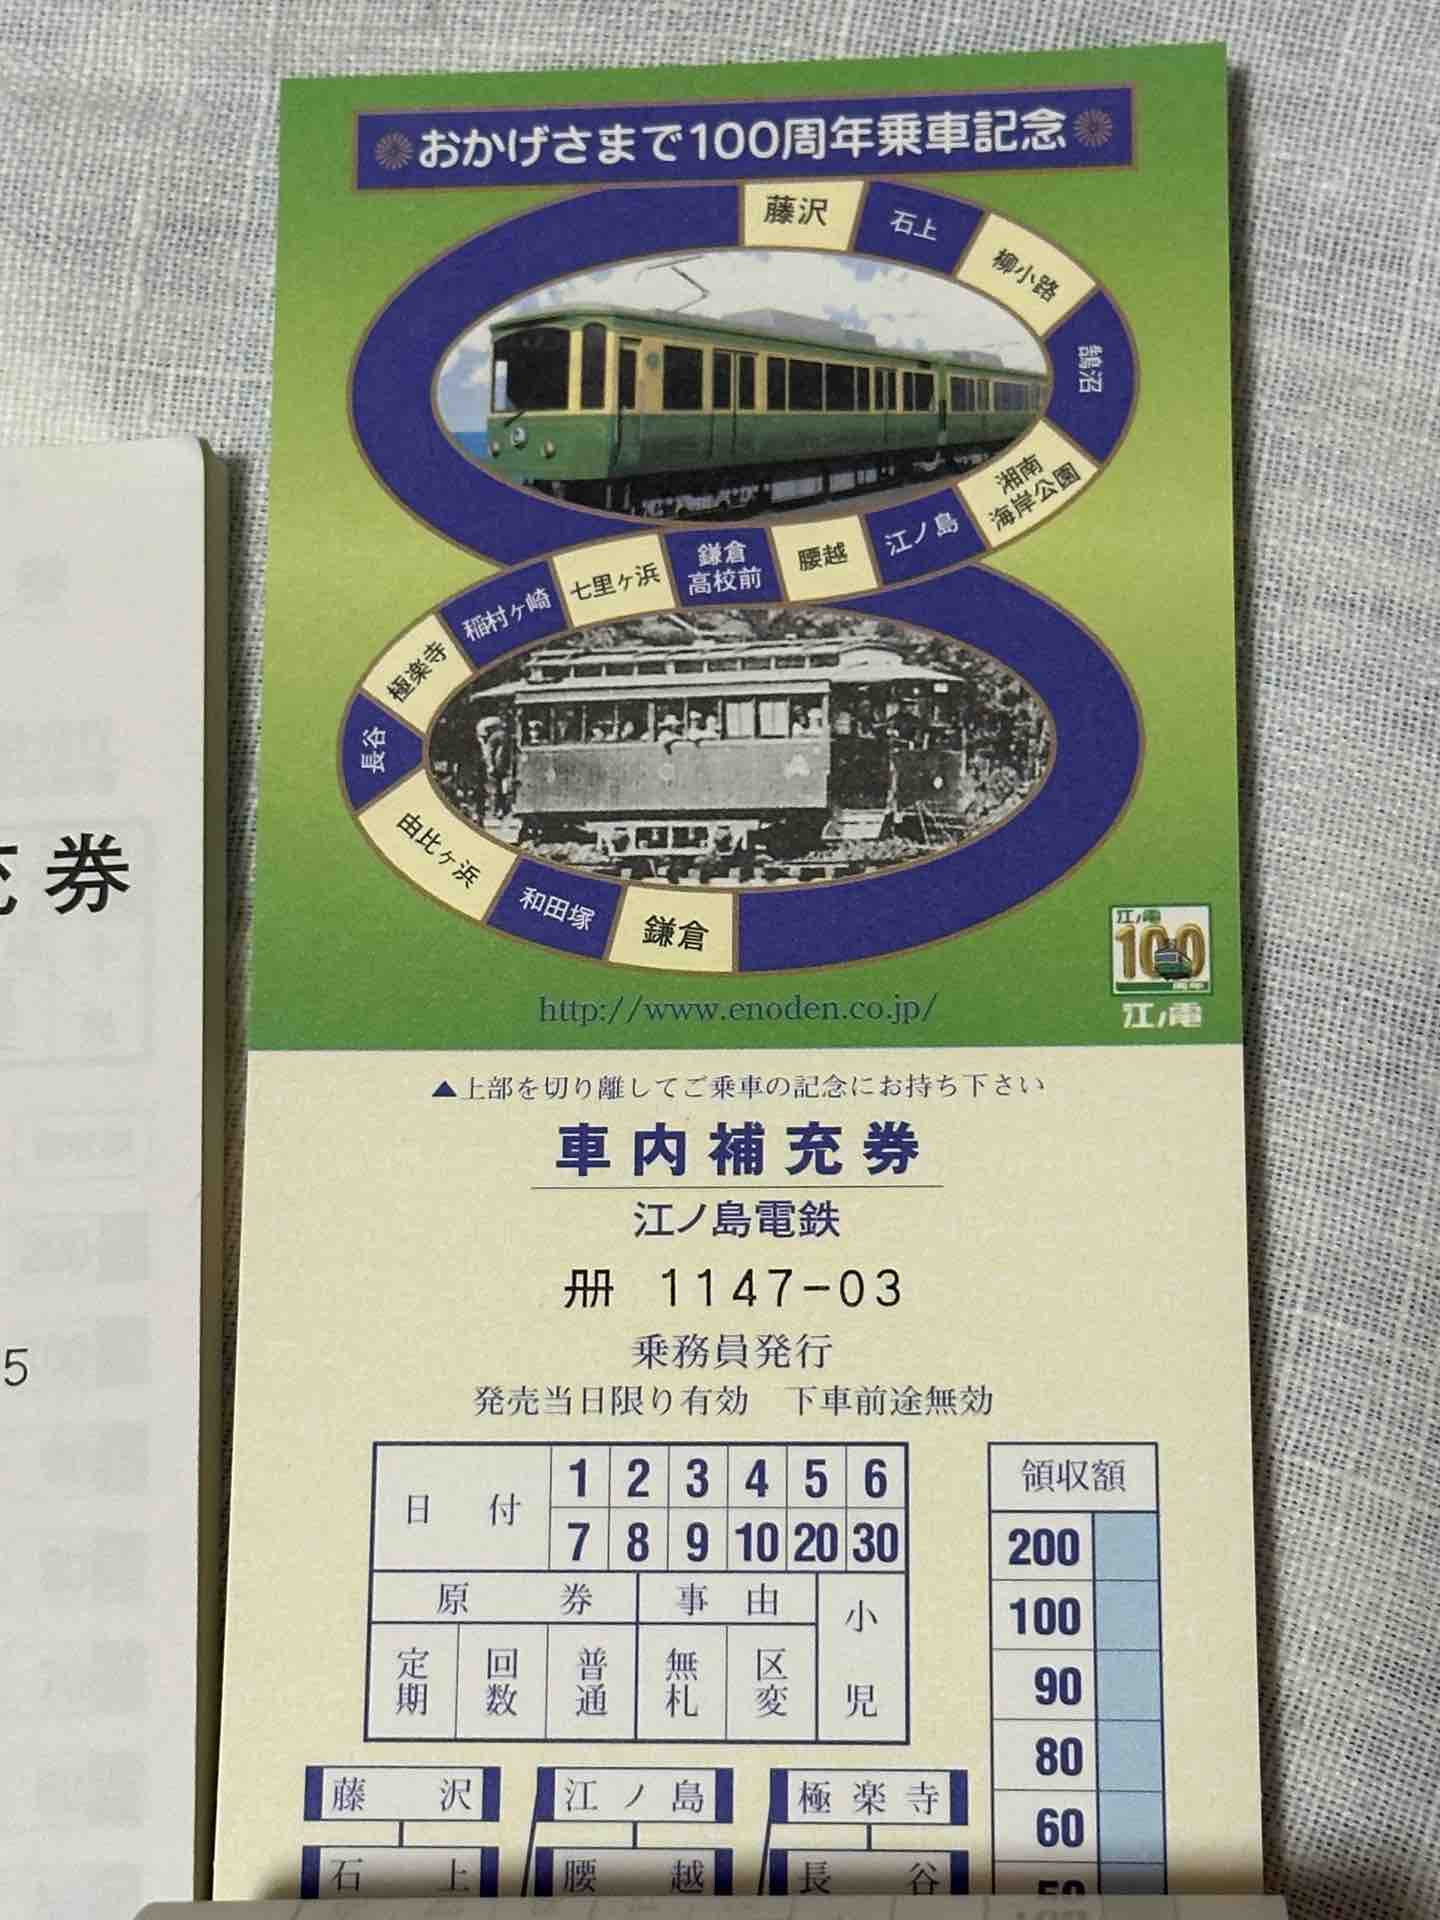 おかげさまで100周年乗車記念
藤沢
石上
柳小路
鵠沼
湘南
海岸公園
江ノ島
腰越
鎌倉
高校前
七里ヶ浜
稲村ヶ崎
極楽寺
長谷
由比ヶ浜
和田塚
鎌倉
江ノ電
100
周年
江ノ電
http://www.enoden.co.jp/
▲上部を切り離してご乗車の記念にお持ち下さい
車内補充券
江ノ島電鉄
冊 1147-03
乗務員発行
発売当日限り有効 下車前途無効
日付 1 2 3 4 5 6
7 8 9 10 20 30
原券 事由 小児
定期 回数 普通 無札 区変
領収額
200
100
90
80
60
50
藤沢 江ノ島 極楽寺
石上 腰越 長谷
券
5